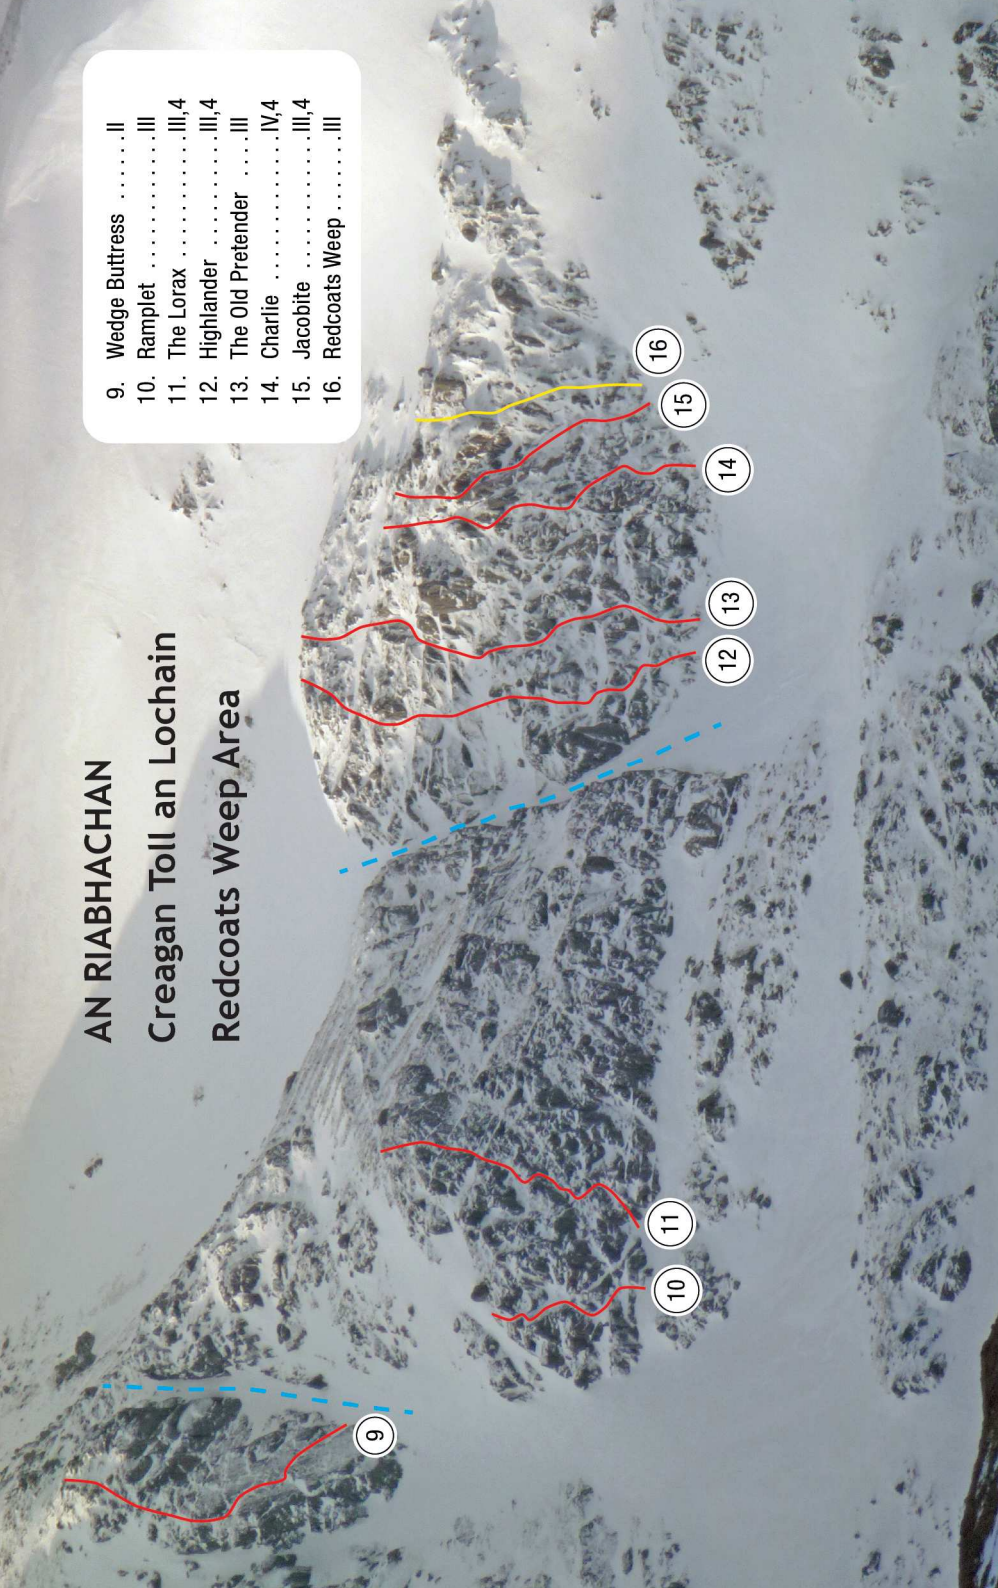 AN RIABHACHAN
Creagan Toll an Lochain
Redcoats Weep Area
9. Wedge Buttress . . . . . .II
10. Ramplet . . . . . . . . . . . .III
11. The Lorax . . . . . . . . . .III,4
12. Highlander . . . . . . . . .III,4
13. The Old Pretender . . . .III
14. Charlie . . . . . . . . . . . .IV,4
15. Jacobite . . . . . . . . . . .III,4
16. Redcoats Weep . . . . . .III
9
10
11
12
13
14
15
16